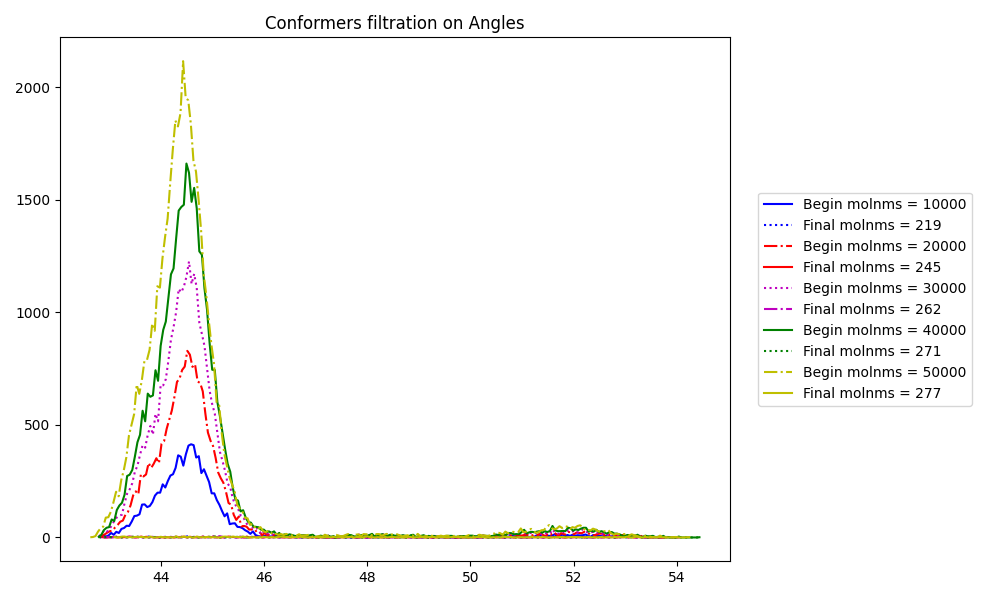 Conformers filtration on Angles
2000
1500
1000
500
0
44
46
48
50
52
54
Begin molnms = 10000
Final molnms = 219
Begin molnms = 20000
Final molnms = 245
Begin molnms = 30000
Final molnms = 262
Begin molnms = 40000
Final molnms = 271
Begin molnms = 50000
Final molnms = 277